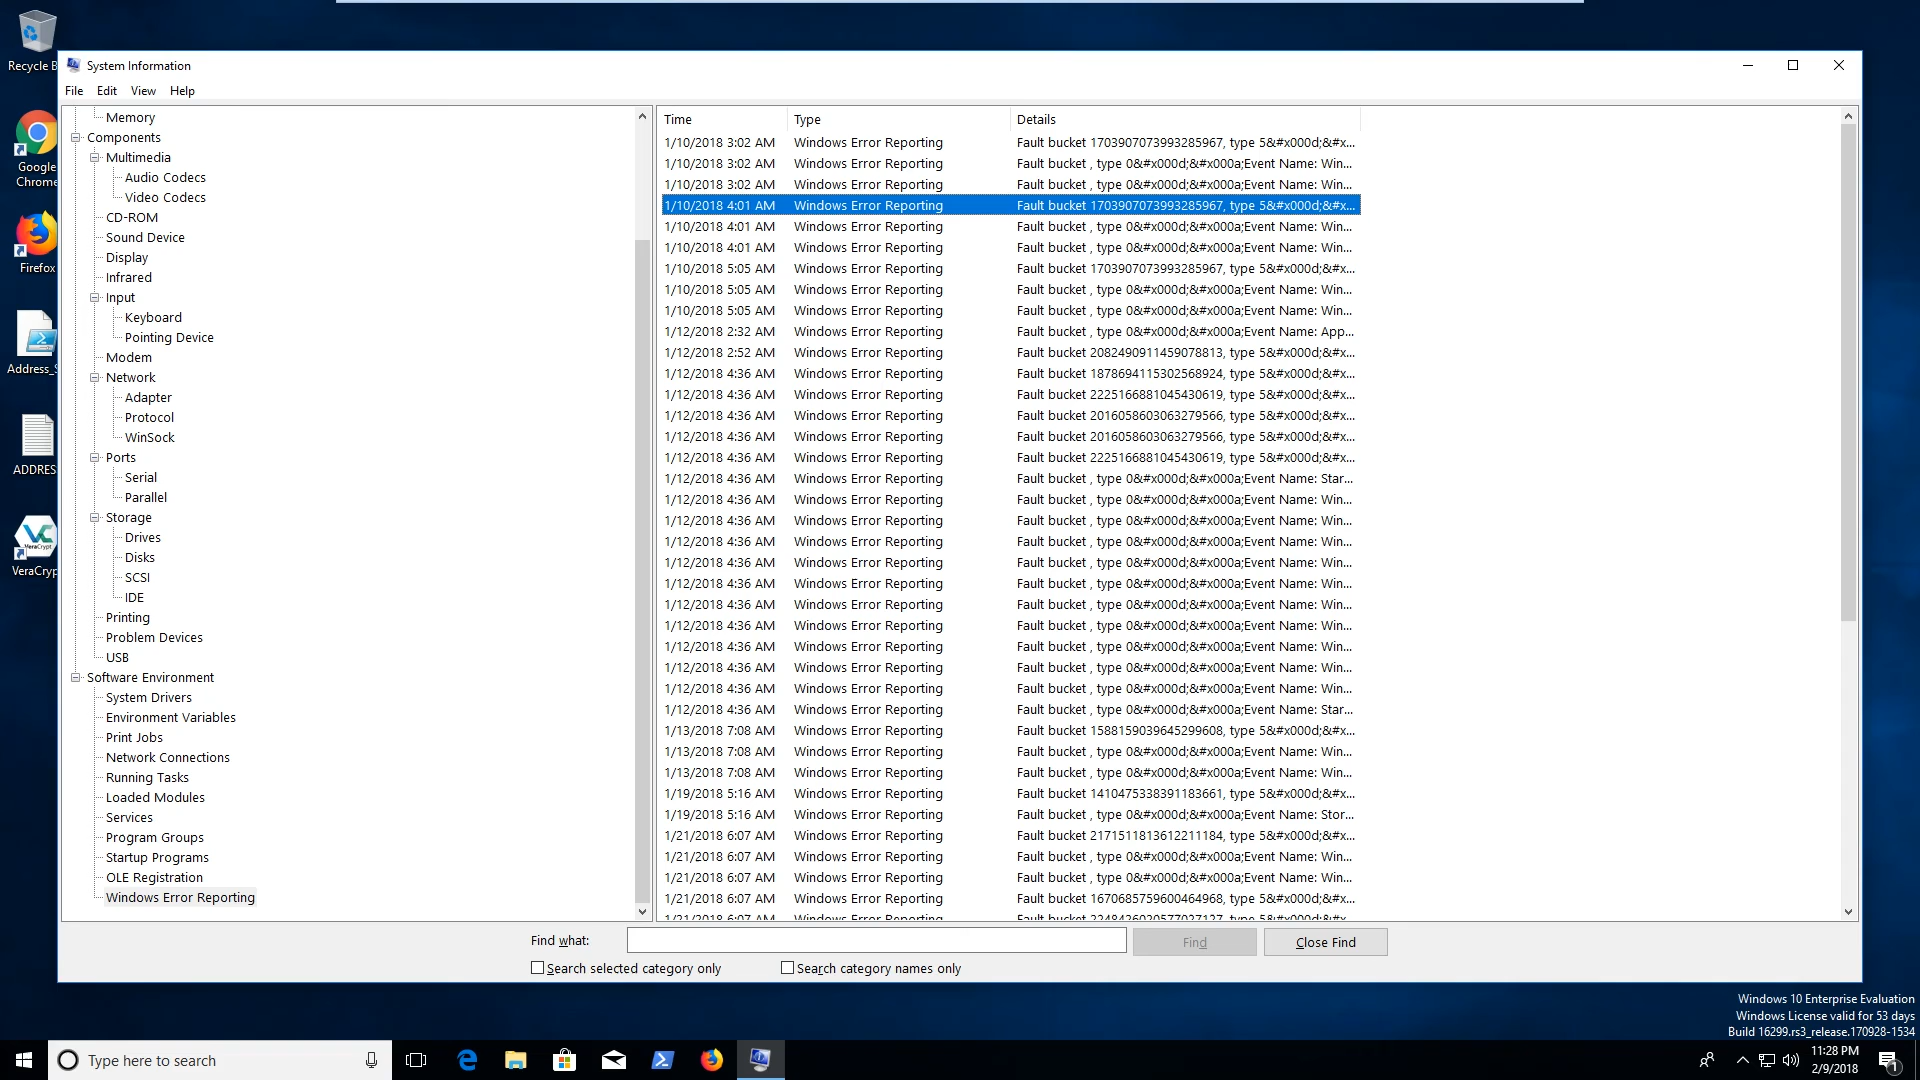 Recycle B
Google
Chrome
Firefox
Address_S
ADDRES
VeraCryp
System Information
File Edit View Help
Memory
Components
Multimedia
Audio Codecs
Video Codecs
CD-ROM
Sound Device
Display
Infrared
Input
Keyboard
Pointing Device
Modem
Network
Adapter
Protocol
WinSock
Ports
Serial
Parallel
Storage
Drives
Disks
SCSI
IDE
Printing
Problem Devices
USB
Software Environment
System Drivers
Environment Variables
Print Jobs
Network Connections
Running Tasks
Loaded Modules
Services
Program Groups
Startup Programs
OLE Registration
Windows Error Reporting
Time Type Details
1/10/2018 3:02 AM Windows Error Reporting Fault bucket 1703907073993285967, type 5&#x000d;&#x...
1/10/2018 3:02 AM Windows Error Reporting Fault bucket , type 0&#x000d;&#x000a;Event Name: Win...
1/10/2018 3:02 AM Windows Error Reporting Fault bucket , type 0&#x000d;&#x000a;Event Name: Win...
1/10/2018 4:01 AM Windows Error Reporting Fault bucket 1703907073993285967, type 5&#x000d;&#x...
1/10/2018 4:01 AM Windows Error Reporting Fault bucket , type 0&#x000d;&#x000a;Event Name: Win...
1/10/2018 4:01 AM Windows Error Reporting Fault bucket , type 0&#x000d;&#x000a;Event Name: Win...
1/10/2018 5:05 AM Windows Error Reporting Fault bucket 1703907073993285967, type 5&#x000d;&#x...
1/10/2018 5:05 AM Windows Error Reporting Fault bucket , type 0&#x000d;&#x000a;Event Name: Win...
1/10/2018 5:05 AM Windows Error Reporting Fault bucket , type 0&#x000d;&#x000a;Event Name: Win...
1/12/2018 2:32 AM Windows Error Reporting Fault bucket , type 0&#x000d;&#x000a;Event Name: App...
1/12/2018 2:52 AM Windows Error Reporting Fault bucket 2082490911459078813, type 5&#x000d;&#x...
1/12/2018 4:36 AM Windows Error Reporting Fault bucket 1878694115302568924, type 5&#x000d;&#x...
1/12/2018 4:36 AM Windows Error Reporting Fault bucket 2225166881045430619, type 5&#x000d;&#x...
1/12/2018 4:36 AM Windows Error Reporting Fault bucket 2016058603063279566, type 5&#x000d;&#x...
1/12/2018 4:36 AM Windows Error Reporting Fault bucket 2016058603063279566, type 5&#x000d;&#x...
1/12/2018 4:36 AM Windows Error Reporting Fault bucket 2225166881045430619, type 5&#x000d;&#x...
1/12/2018 4:36 AM Windows Error Reporting Fault bucket , type 0&#x000d;&#x000a;Event Name: Star...
1/12/2018 4:36 AM Windows Error Reporting Fault bucket , type 0&#x000d;&#x000a;Event Name: Win...
1/12/2018 4:36 AM Windows Error Reporting Fault bucket , type 0&#x000d;&#x000a;Event Name: Win...
1/12/2018 4:36 AM Windows Error Reporting Fault bucket , type 0&#x000d;&#x000a;Event Name: Win...
1/12/2018 4:36 AM Windows Error Reporting Fault bucket , type 0&#x000d;&#x000a;Event Name: Win...
1/12/2018 4:36 AM Windows Error Reporting Fault bucket , type 0&#x000d;&#x000a;Event Name: Win...
1/12/2018 4:36 AM Windows Error Reporting Fault bucket , type 0&#x000d;&#x000a;Event Name: Win...
1/12/2018 4:36 AM Windows Error Reporting Fault bucket , type 0&#x000d;&#x000a;Event Name: Win...
1/12/2018 4:36 AM Windows Error Reporting Fault bucket , type 0&#x000d;&#x000a;Event Name: Win...
1/12/2018 4:36 AM Windows Error Reporting Fault bucket , type 0&#x000d;&#x000a;Event Name: Win...
1/12/2018 4:36 AM Windows Error Reporting Fault bucket , type 0&#x000d;&#x000a;Event Name: Win...
1/12/2018 4:36 AM Windows Error Reporting Fault bucket , type 0&#x000d;&#x000a;Event Name: Star...
1/13/2018 7:08 AM Windows Error Reporting Fault bucket 1588159039645299608, type 5&#x000d;&#x...
1/13/2018 7:08 AM Windows Error Reporting Fault bucket , type 0&#x000d;&#x000a;Event Name: Win...
1/13/2018 7:08 AM Windows Error Reporting Fault bucket , type 0&#x000d;&#x000a;Event Name: Win...
1/19/2018 5:16 AM Windows Error Reporting Fault bucket 1410475338391183661, type 5&#x000d;&#x...
1/19/2018 5:16 AM Windows Error Reporting Fault bucket , type 0&#x000d;&#x000a;Event Name: Stor...
1/21/2018 6:07 AM Windows Error Reporting Fault bucket 2171511813612211184, type 5&#x000d;&#x...
1/21/2018 6:07 AM Windows Error Reporting Fault bucket , type 0&#x000d;&#x000a;Event Name: Win...
1/21/2018 6:07 AM Windows Error Reporting Fault bucket , type 0&#x000d;&#x000a;Event Name: Win...
1/21/2018 6:07 AM Windows Error Reporting Fault bucket 1670685759600464968, type 5&#x000d;&#x...
1/21/2018 6:07 AM Windows Error Reporting Fault bucket 2248426020577027127, type 5&#x000d;&#x...
Find what: Find Close Find
Search selected category only Search category names only
Windows 10 Enterprise Evaluation
Windows License valid for 53 days
Build 16299.rs3_release.170928-1534
Type here to search
11:28 PM
2/9/2018
1